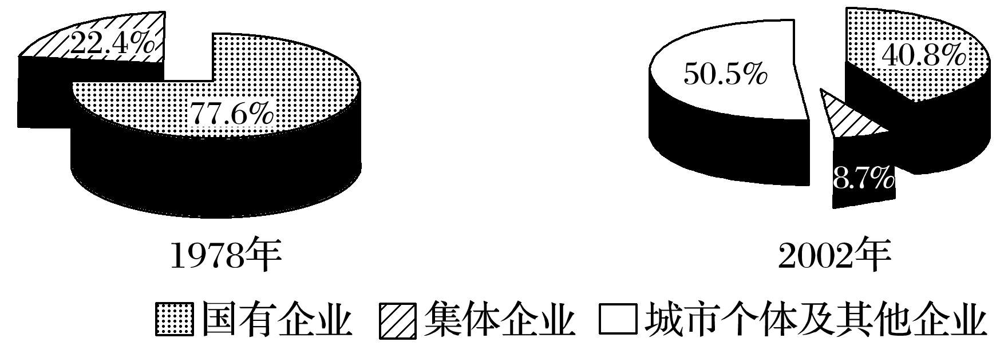 22.4%
77.6%
50.5%
40.8%
8.7%
1978年
2002年
国有企业 集体企业 城市个体及其他企业